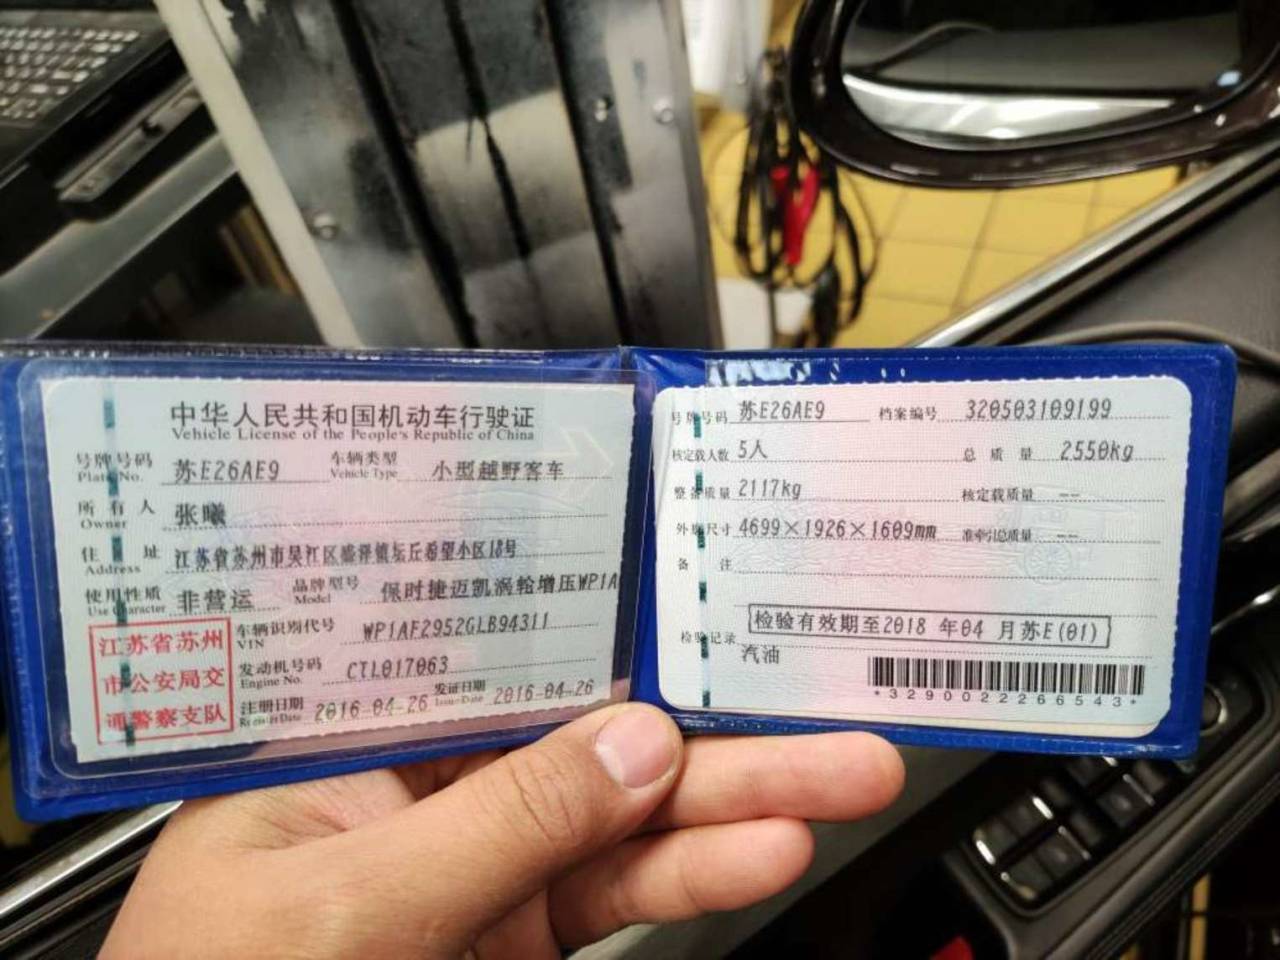 中华人民共和国机动车行驶证
Vehicle License of the People's Republic of China
号牌号码 苏E26AE9 车辆类型 小型越野客车
Plate No. Vehicle Type
所有人 张曦
Owner
住址 江苏省苏州市吴江区盛泽镇坛丘希望小区18号
Address
使用性质 非营运 品牌型号 保时捷迈凯涡轮增压WP1A
Use Character Model
江苏省苏州
市公安局交
通警察支队
车辆识别代号 WP1AF2952GLB94311
VIN
发动机号码 CTL017063
Engine No.
注册日期 2016-04-26 发证日期 2016-04-26
Register Date Issue Date
号牌号码 苏E26AE9 档案编号 320503109199
核定载人数 5人 总质量 2550kg
整备质量 2117kg 核定载质量 --
外廓尺寸 4699×1926×1609mm 准牵引总质量 --
备注
检验有效期至2018 年04 月苏E(01)
检验记录
汽油
*3290022266543*